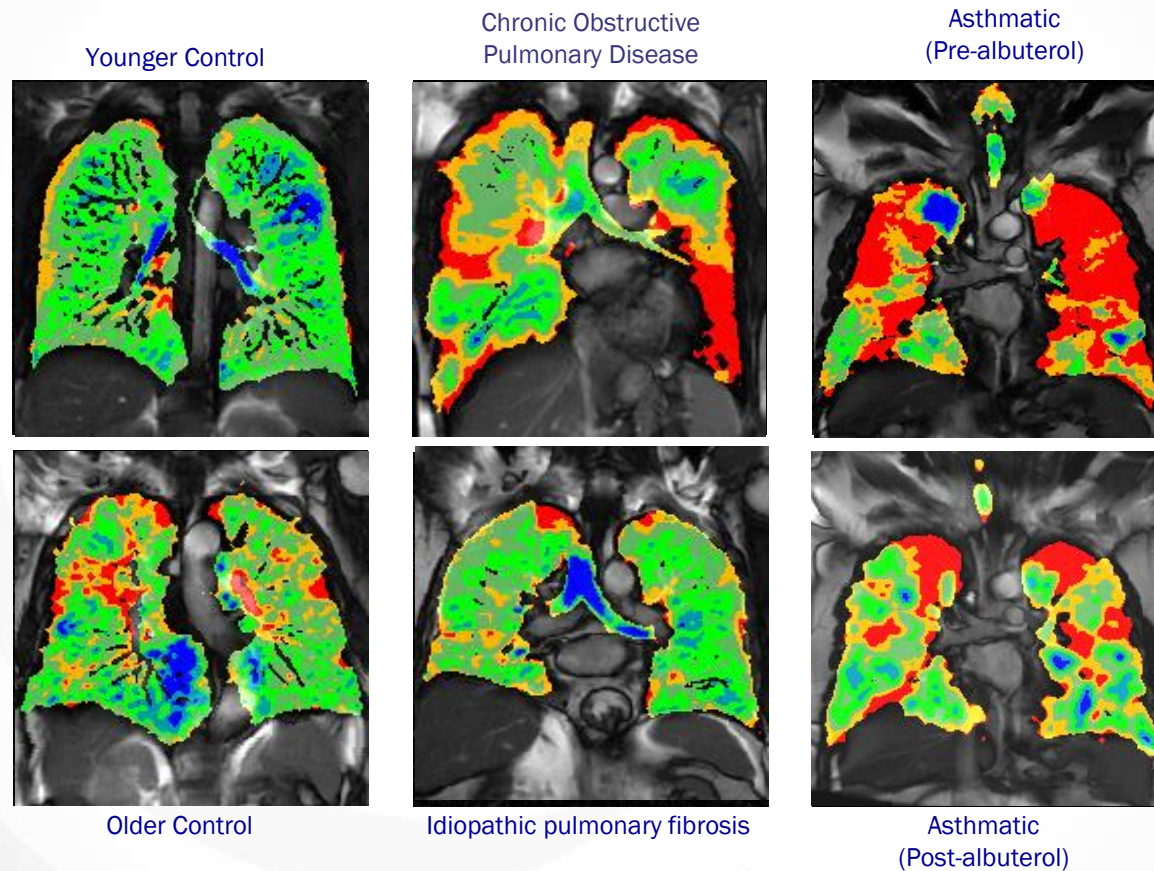 Younger Control
Chronic Obstructive
Pulmonary Disease
Asthmatic
(Pre-albuterol)
Older Control
Idiopathic pulmonary fibrosis
Asthmatic
(Post-albuterol)